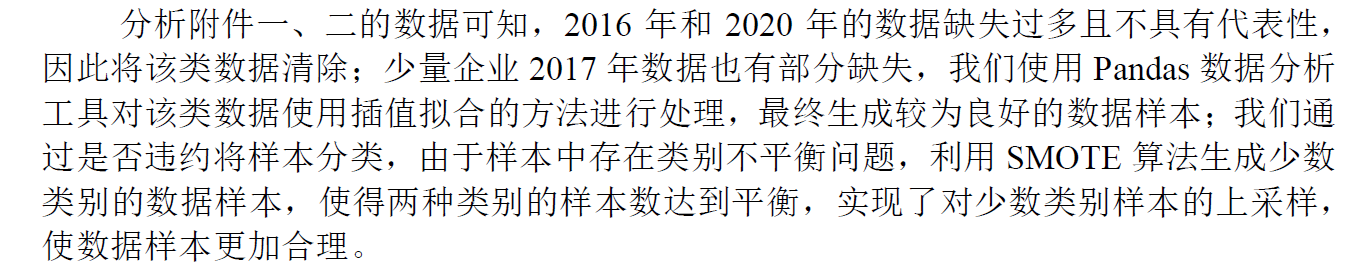 分析附件一、二的数据可知，2016 年和 2020 年的数据缺失过多且不具有代表性，
因此将该类数据清除；少量企业 2017 年数据也有部分缺失，我们使用 Pandas 数据分析
工具对该类数据使用插值拟合的方法进行处理，最终生成较为良好的数据样本；我们通
过是否违约将样本分类，由于样本中存在类别不平衡问题，利用 SMOTE 算法生成少数
类别的数据样本，使得两种类别的样本数达到平衡，实现了对少数类别样本的上采样，
使数据样本更加合理。